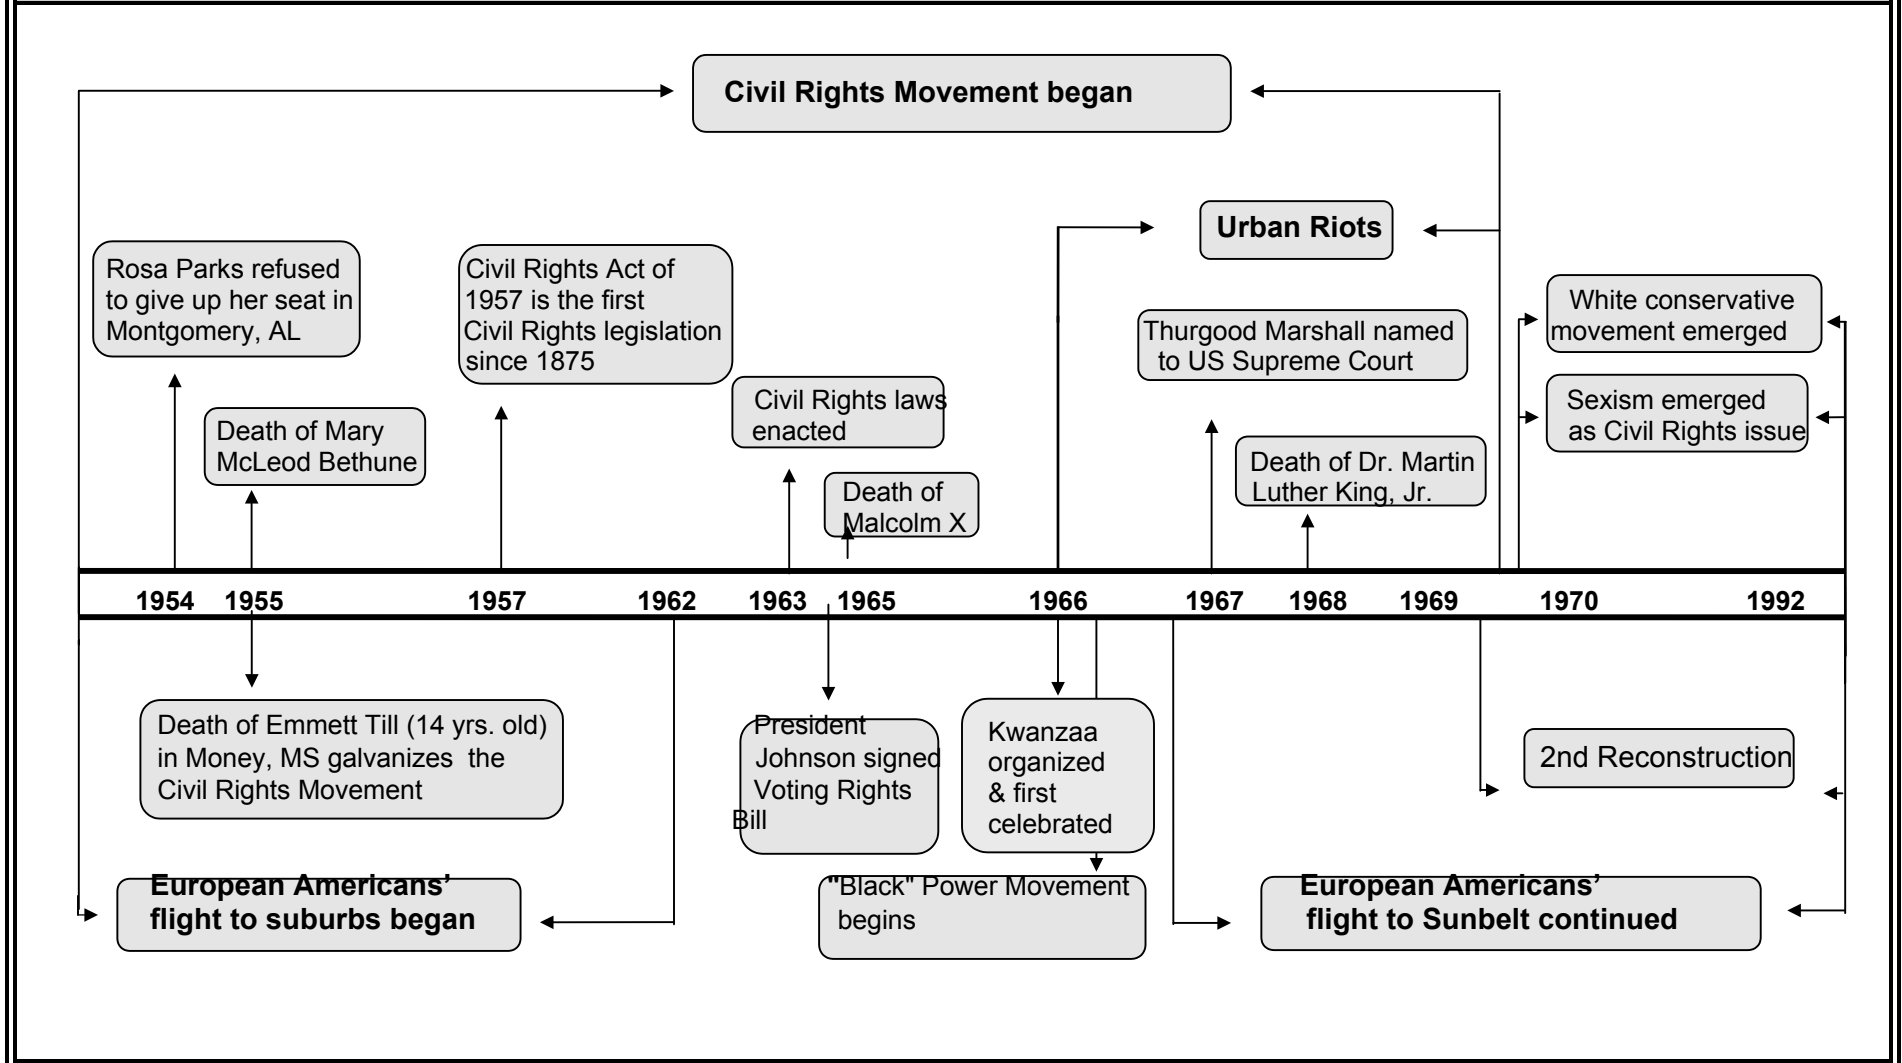 Civil Rights Movement began
Urban Riots
Rosa Parks refused
to give up her seat in
Montgomery, AL
Civil Rights Act of
1957 is the first
Civil Rights legislation
since 1875
Thurgood Marshall named
to US Supreme Court
White conservative
movement emerged
Sexism emerged
as Civil Rights issue
Civil Rights laws
enacted
Death of Mary
McLeod Bethune
Death of Dr. Martin
Luther King, Jr.
Death of
Malcolm X
1954 1955 1957 1962 1963 1965 1966 1967 1968 1969 1970 1992
Death of Emmett Till (14 yrs. old)
in Money, MS galvanizes the
Civil Rights Movement
President
Johnson signed
Voting Rights
Bill
Kwanzaa
organized
& first
celebrated
2nd Reconstruction
European Americans’
flight to suburbs began
"Black" Power Movement
begins
European Americans’
flight to Sunbelt continued